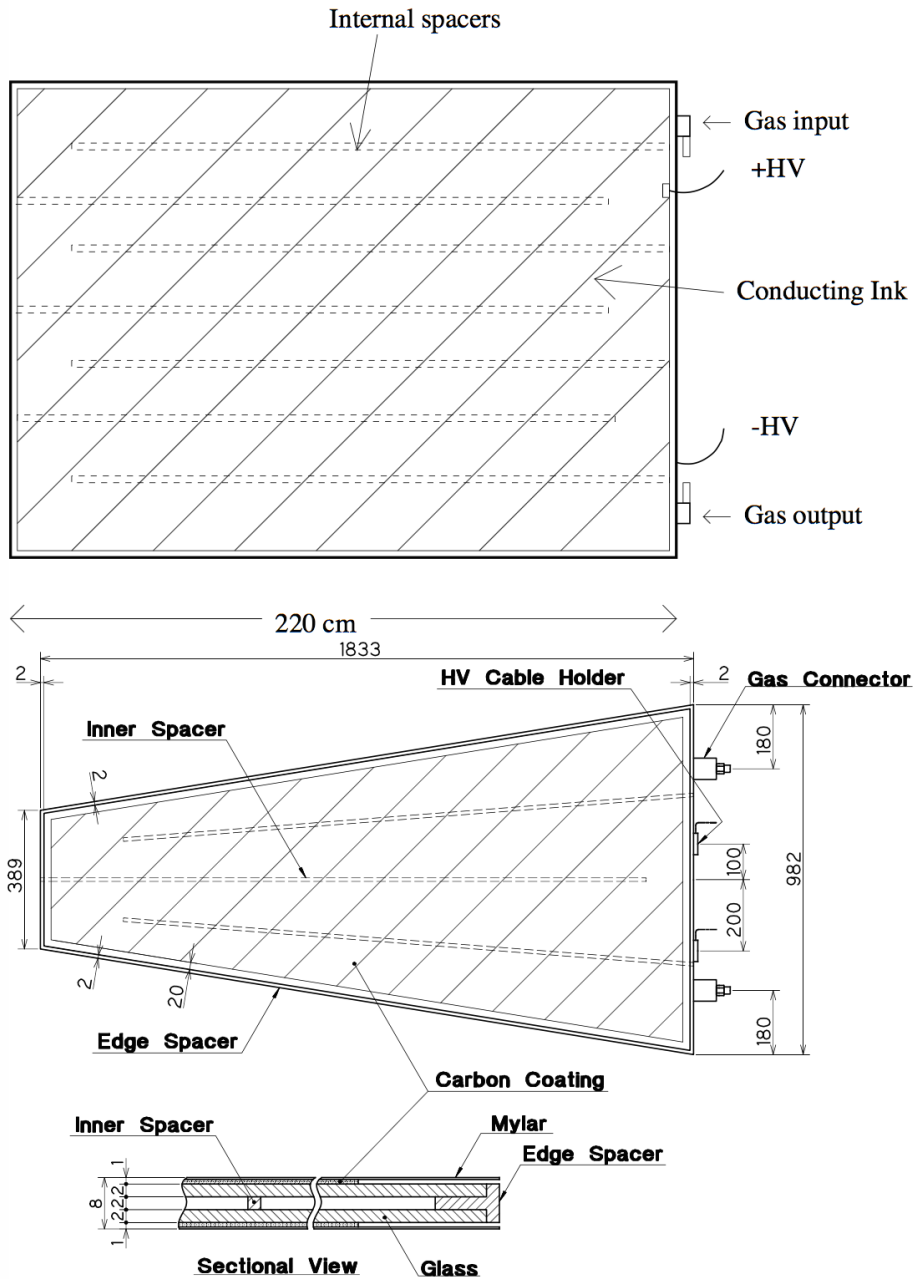 Internal spacers
Gas input
+HV
Conducting Ink
-HV
Gas output
220 cm
1833
2
HV Cable Holder
2
Gas Connector
Inner Spacer
2
180
389
100
982
200
2
20
180
Edge Spacer
Carbon Coating
Inner Spacer
Mylar
Edge Spacer
1
2
8
2
2
1
Sectional View
Glass